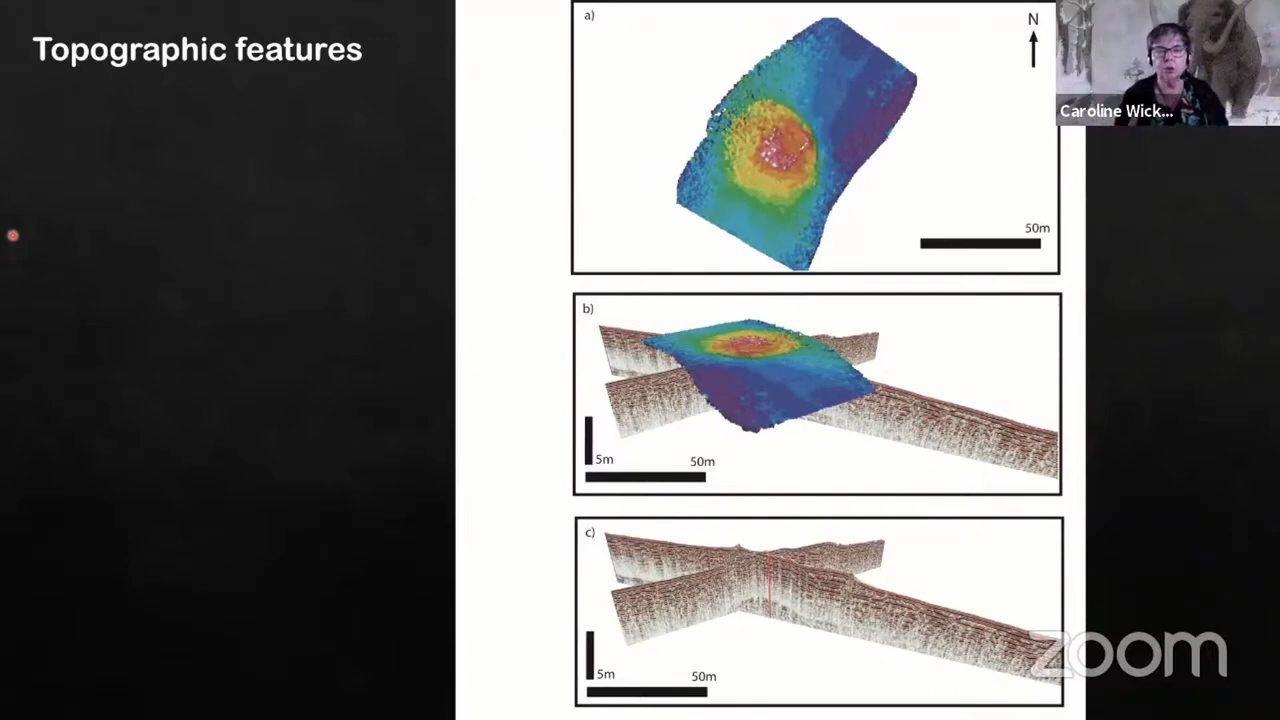 Topographic features
a)
N
50m
Caroline Wick...
b)
5m
50m
c)
5m
50m
zoom